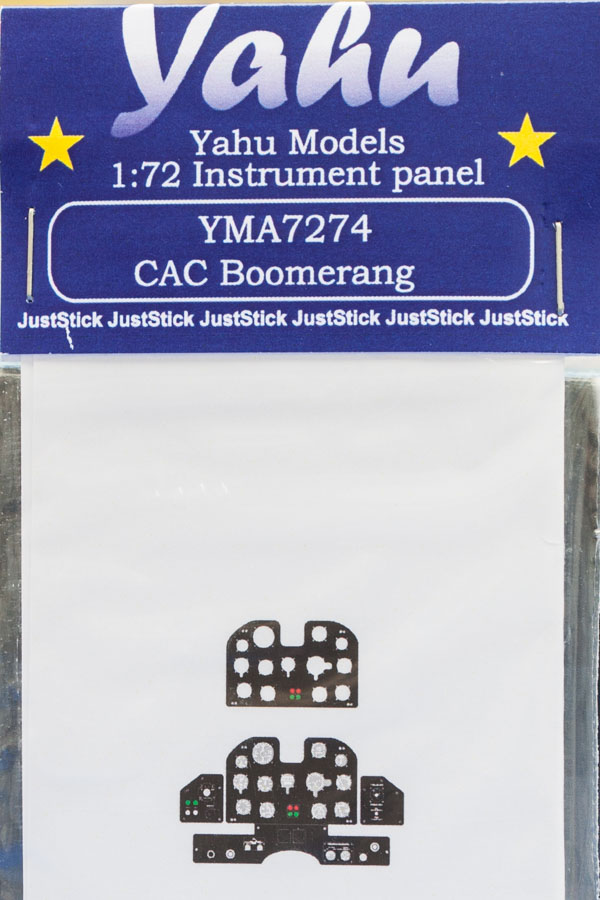 Yahu
Yahu Models
1:72 Instrument panel
YMA7274
CAC Boomerang
JustStick JustStick JustStick JustStick JustStick JustStick